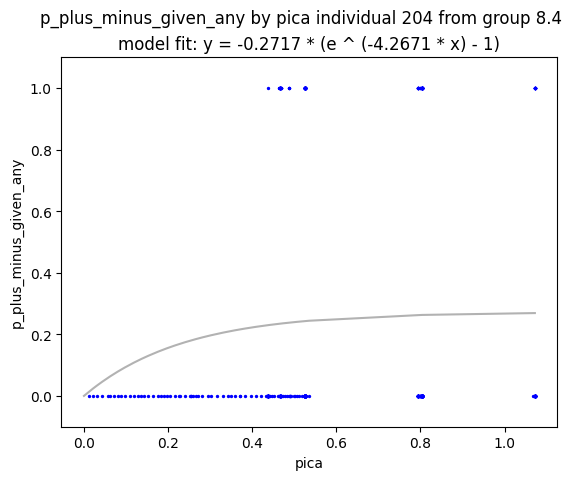 p_plus_minus_given_any by pica individual 204 from group 8.4
model fit: y = -0.2717 * (e ^ (-4.2671 * x) - 1)
1.0
0.8
0.6
0.4
0.2
0.0
p_plus_minus_given_any
0.0 0.2 0.4 0.6 0.8 1.0
pica